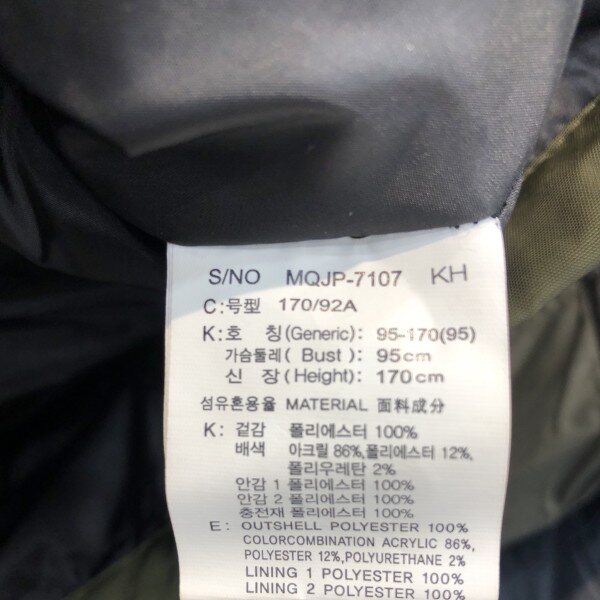 S/NO MQJP-7107 KH
C:号型 170/92A
K:호 칭(Generic): 95-170(95)
가슴둘레(Bust): 95cm
신 장(Height): 170cm
섬유혼용율 MATERIAL 面料成分
K: 겉감 폴리에스터 100%
배색 아크릴 86%,폴리에스터 12%,
폴리우레탄 2%
안감 1 폴리에스터 100%
안감 2 폴리에스터 100%
충전재 폴리에스터 100%
E: OUTSHELL POLYESTER 100%
COLORCOMBINATION ACRYLIC 86%,
POLYESTER 12%,POLYURETHANE 2%
LINING 1 POLYESTER 100%
LINING 2 POLYESTER 100%